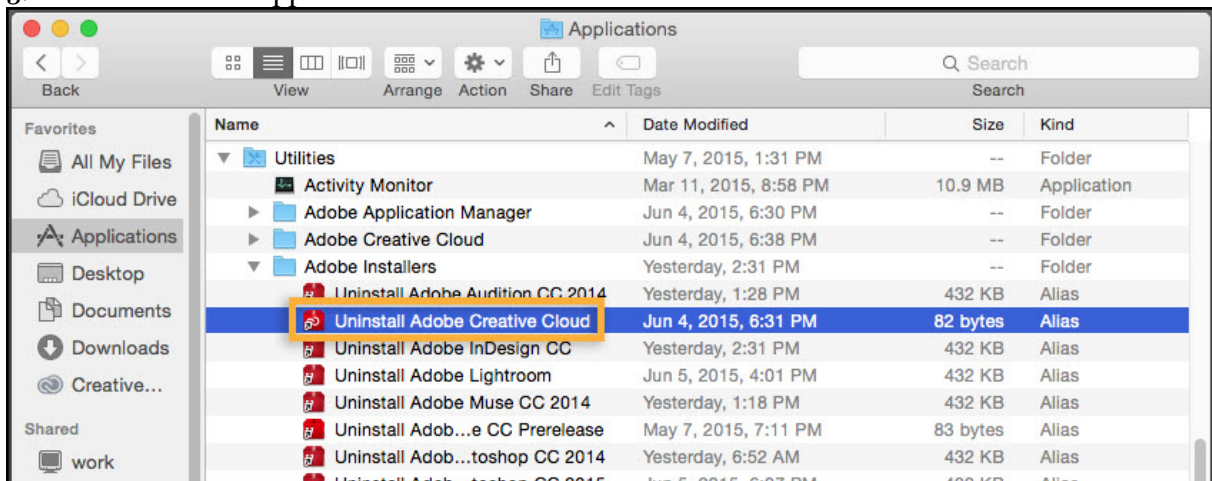 Applications
Back View Arrange Action Share Edit Tags Search Search
Favorites
All My Files
iCloud Drive
Applications
Desktop
Documents
Downloads
Creative...
Shared
work
Name Date Modified Size Kind
Utilities May 7, 2015, 1:31 PM -- Folder
Activity Monitor Mar 11, 2015, 8:58 PM 10.9 MB Application
Adobe Application Manager Jun 4, 2015, 6:30 PM -- Folder
Adobe Creative Cloud Jun 4, 2015, 6:38 PM -- Folder
Adobe Installers Yesterday, 2:31 PM -- Folder
Uninstall Adobe Audition CC 2014 Yesterday, 1:28 PM 432 KB Alias
Uninstall Adobe Creative Cloud Jun 4, 2015, 6:31 PM 82 bytes Alias
Uninstall Adobe InDesign CC Yesterday, 2:31 PM 432 KB Alias
Uninstall Adobe Lightroom Jun 5, 2015, 4:01 PM 432 KB Alias
Uninstall Adobe Muse CC 2014 Yesterday, 1:18 PM 432 KB Alias
Uninstall Adob...e CC Prerelease May 7, 2015, 7:11 PM 83 bytes Alias
Uninstall Adob...toshop CC 2014 Yesterday, 6:52 AM 432 KB Alias